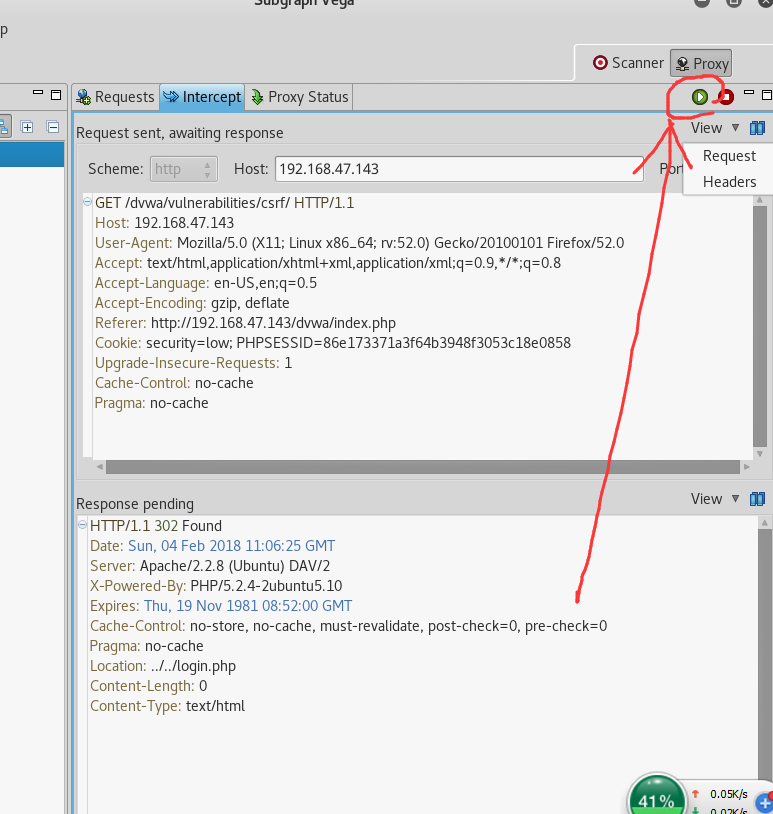 Subgraph Vega
p
Scanner Proxy
Requests Intercept Proxy Status
Request sent, awaiting response
View
Scheme: http Host: 192.168.47.143
Request
Headers
GET /dvwa/vulnerabilities/csrf/ HTTP/1.1
Host: 192.168.47.143
User-Agent: Mozilla/5.0 (X11; Linux x86_64; rv:52.0) Gecko/20100101 Firefox/52.0
Accept: text/html,application/xhtml+xml,application/xml;q=0.9,*/*;q=0.8
Accept-Language: en-US,en;q=0.5
Accept-Encoding: gzip, deflate
Referer: http://192.168.47.143/dvwa/index.php
Cookie: security=low; PHPSESSID=86e173371a3f64b3948f3053c18e0858
Upgrade-Insecure-Requests: 1
Cache-Control: no-cache
Pragma: no-cache
Response pending
View
HTTP/1.1 302 Found
Date: Sun, 04 Feb 2018 11:06:25 GMT
Server: Apache/2.2.8 (Ubuntu) DAV/2
X-Powered-By: PHP/5.2.4-2ubuntu5.10
Expires: Thu, 19 Nov 1981 08:52:00 GMT
Cache-Control: no-store, no-cache, must-revalidate, post-check=0, pre-check=0
Pragma: no-cache
Location: ../../login.php
Content-Length: 0
Content-Type: text/html
41%
0.05K/s
0.02K/s